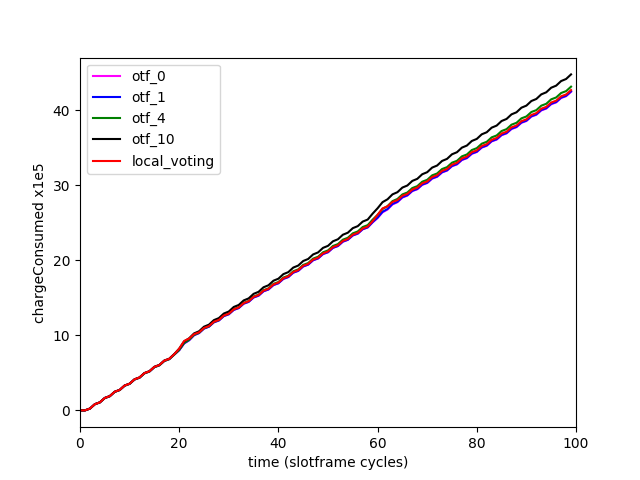 otf_0
otf_1
otf_4
otf_10
local_voting
chargeConsumed x1e5
40
30
20
10
0
0 20 40 60 80 100
time (slotframe cycles)